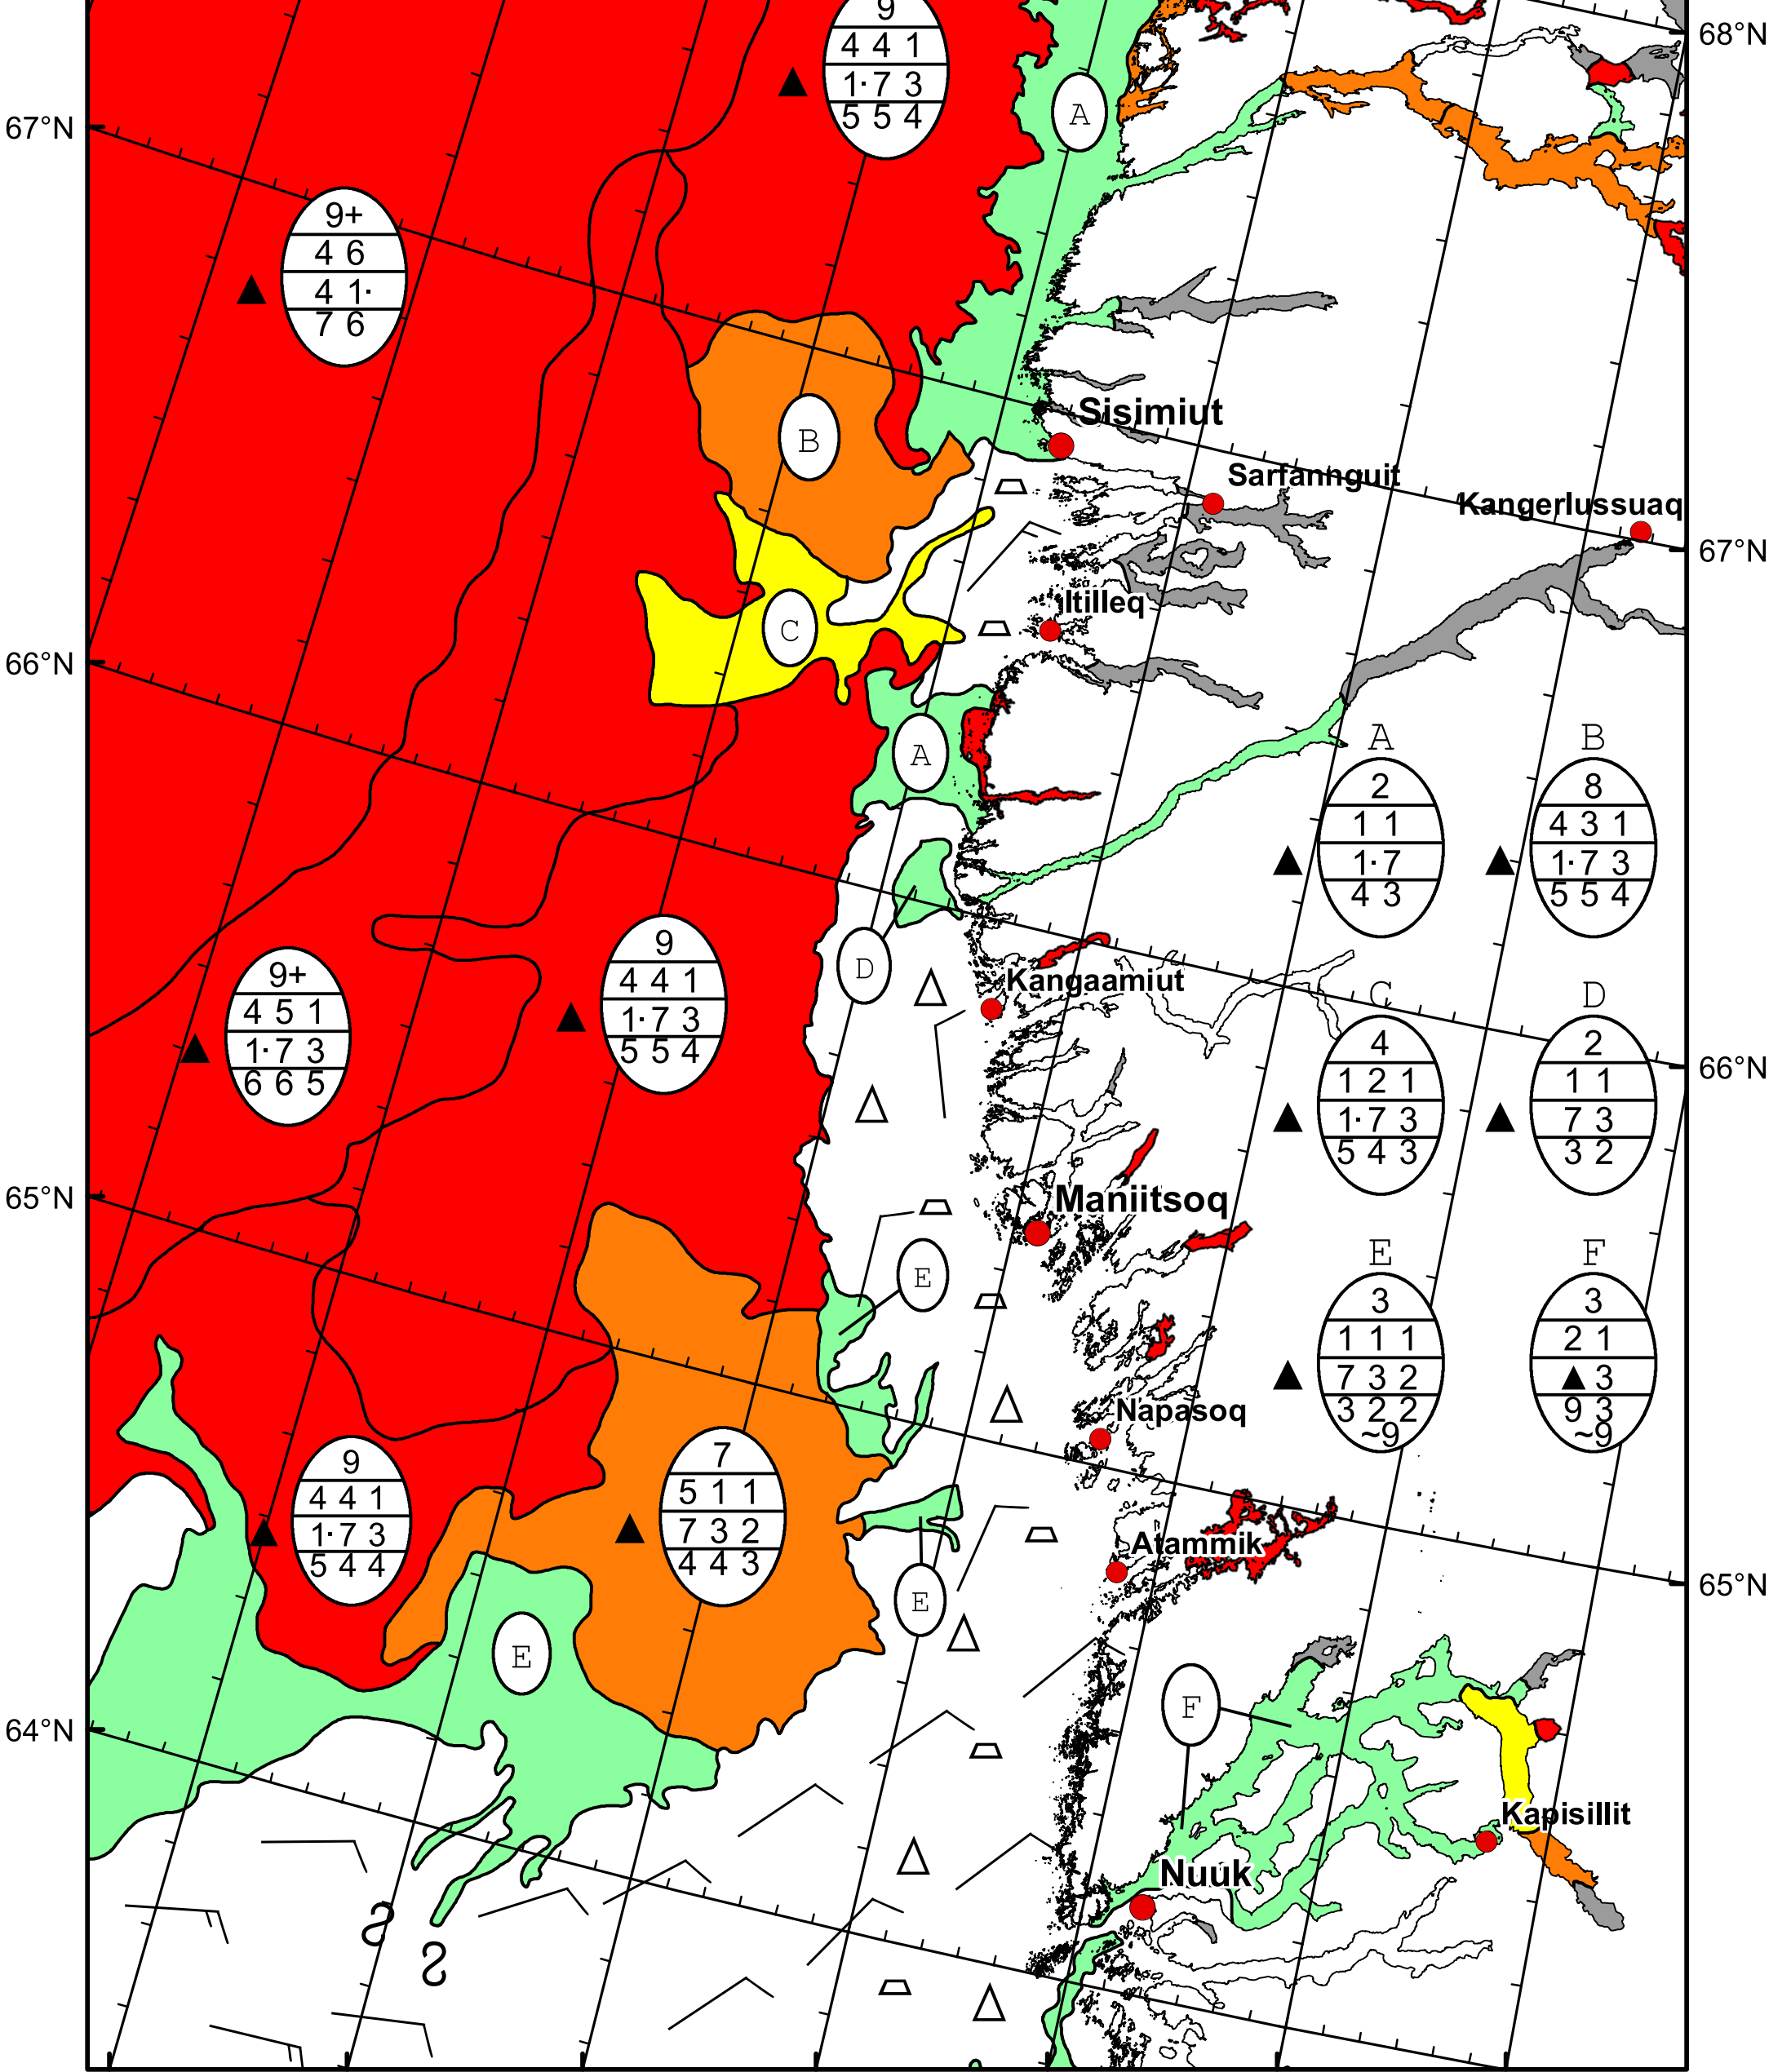 9
4 4 1
1· 7 3
5 5 4
68°N
A
67°N
9+
4 6
4 1·
7 6
Sisimiut
B
Sarfannguit
Kangerlussuaq
67°N
Itilleq
C
66°N
A
A
2
1 1
1· 7
4 3
B
8
4 3 1
1· 7 3
5 5 4
9
4 4 1
1· 7 3
5 5 4
D
9+
4 5 1
1· 7 3
6 6 5
Kangaamiut
C
4
1 2 1
1· 7 3
5 4 3
D
2
1 1
7 3
3 2
66°N
65°N
Maniitsoq
E
E
3
1 1 1
7 3 2
3 2 2
~9
F
3
2 1
▲ 3
9 3
~9
Napasoq
9
4 4 1
1· 7 3
5 4 4
7
5 1 1
7 3 2
4 4 3
Atammik
65°N
E
E
F
64°N
Kapisillit
Nuuk